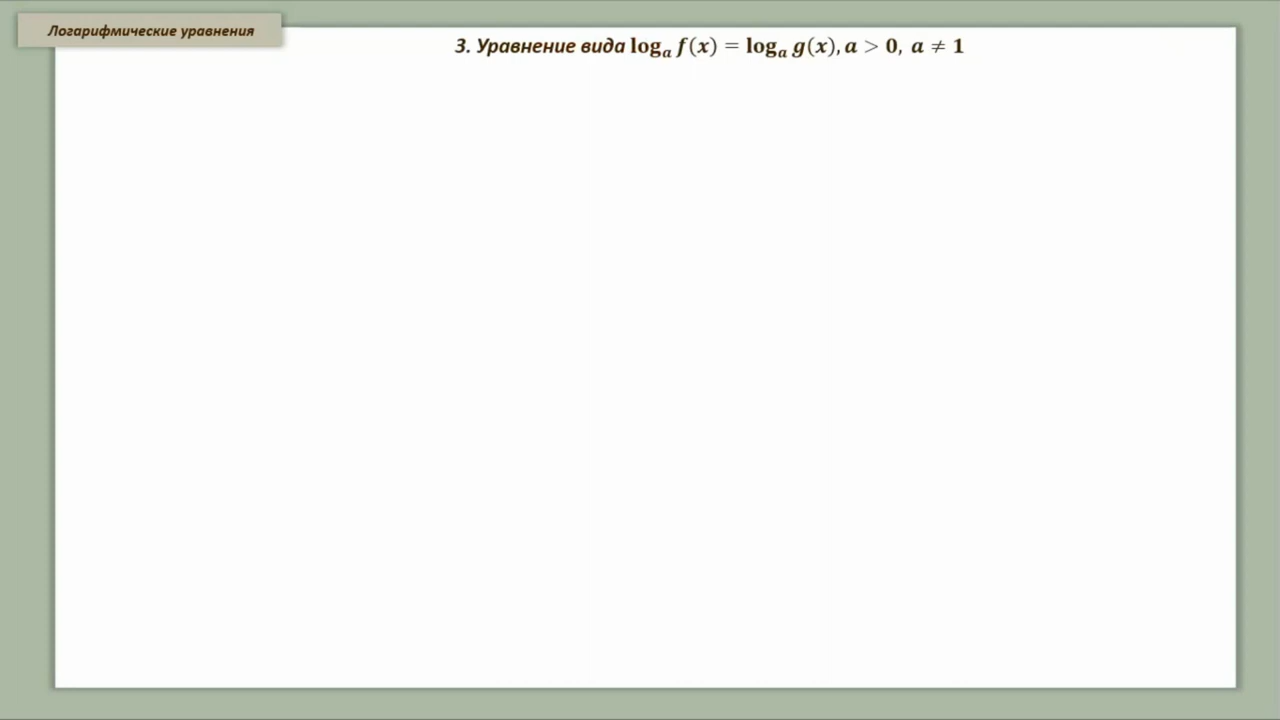 Логарифмические уравнения
3. Уравнение вида logₐ f(x) = logₐ g(x), a > 0, a ≠ 1